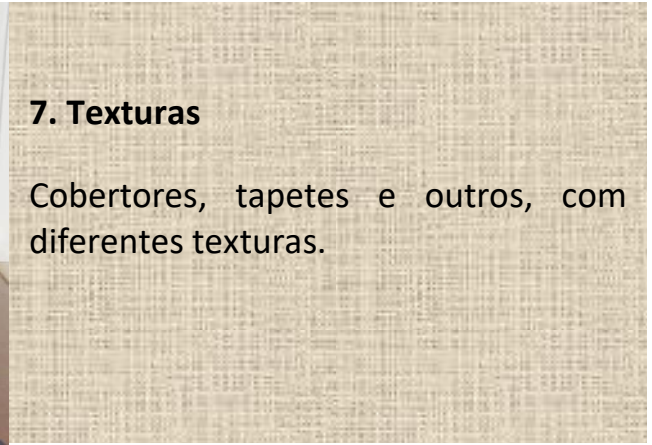 7. Texturas
Cobertores, tapetes e outros, com
diferentes texturas.